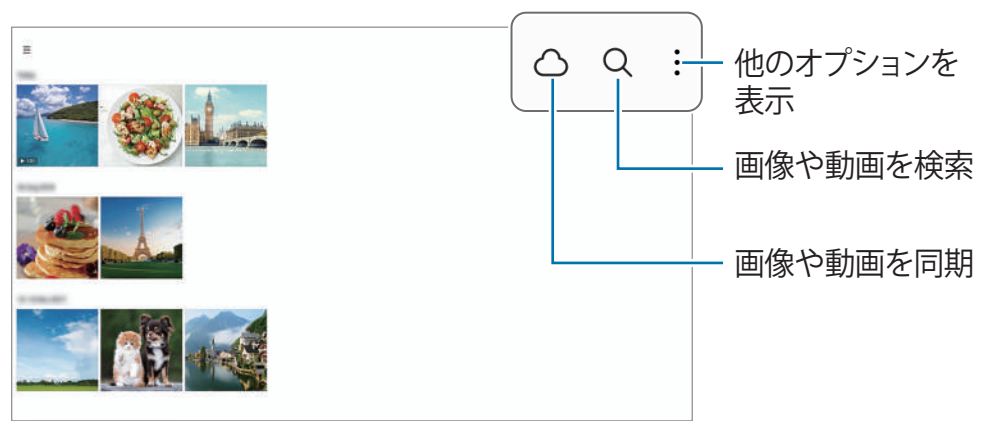 他のオプションを
表示
画像や動画を検索
画像や動画を同期